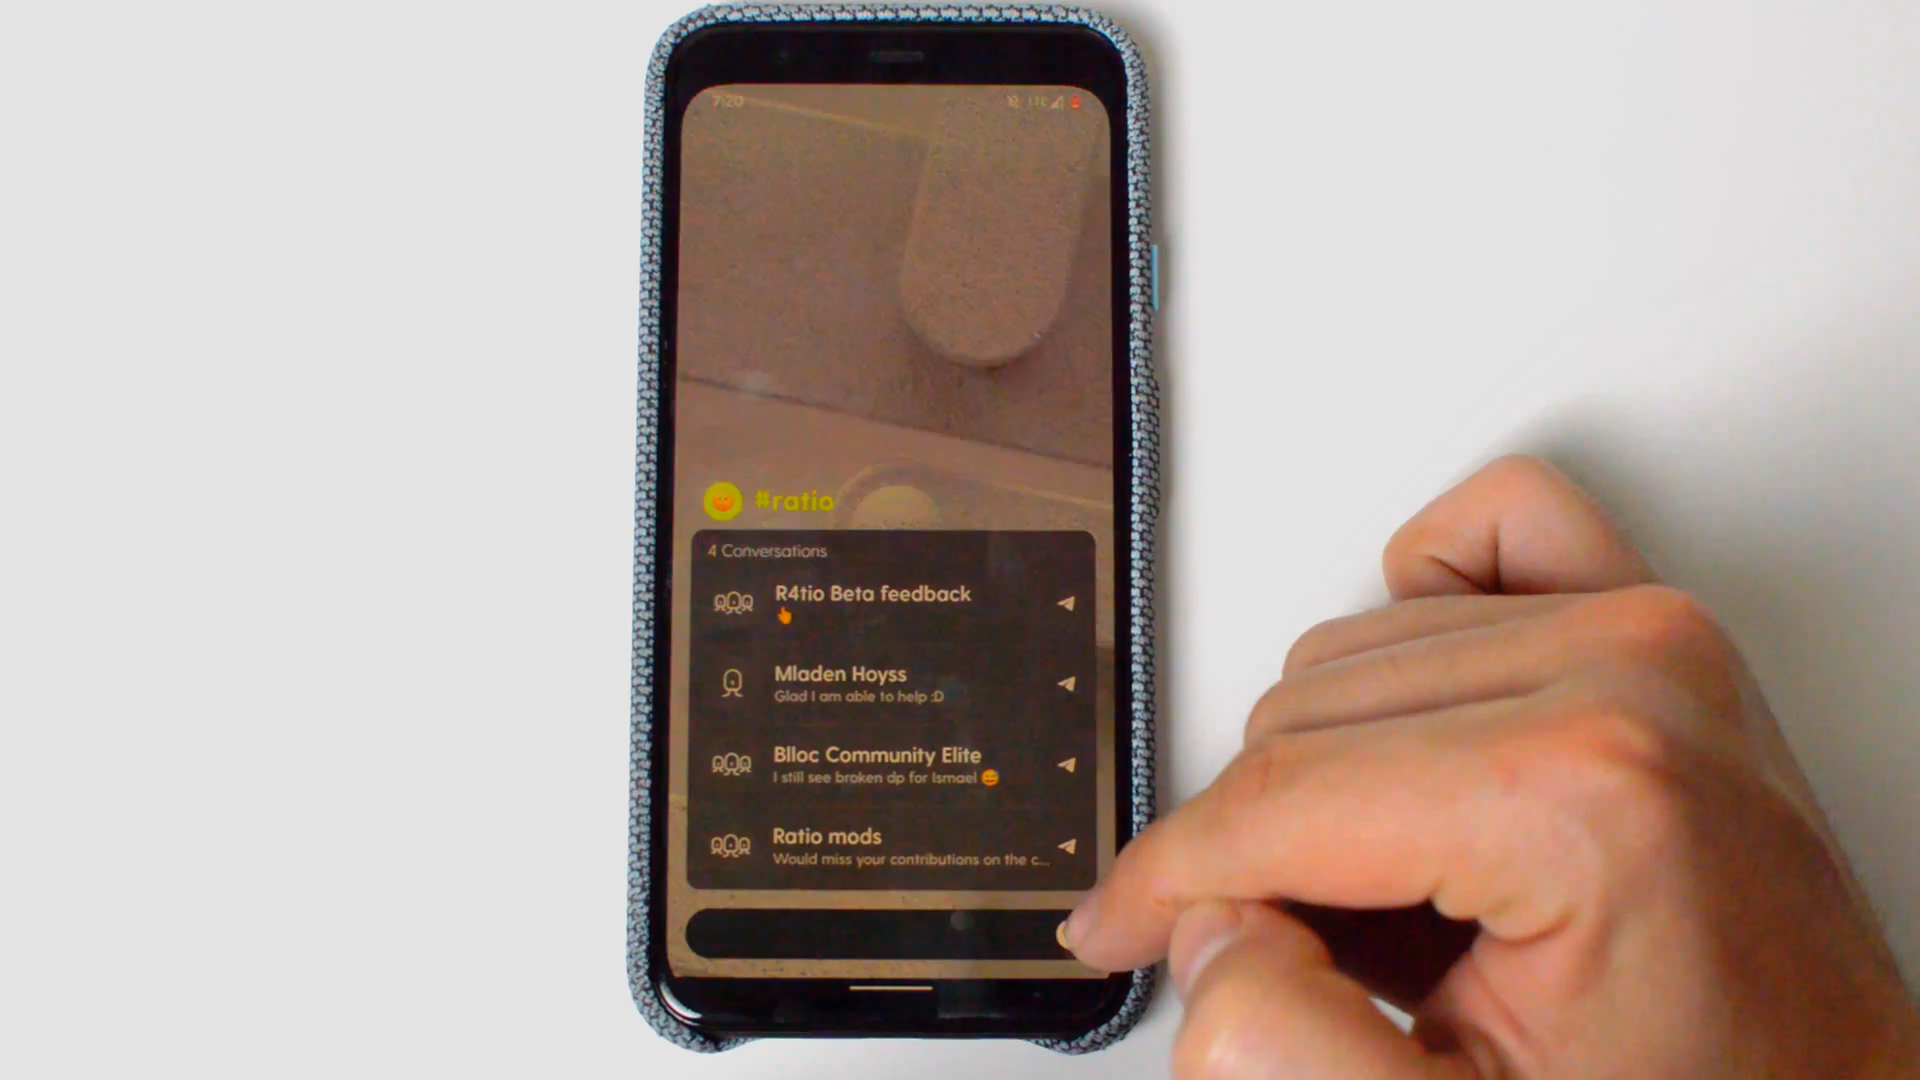 7:20
LTE
#ratio
4 Conversations
R4tio Beta feedback
👆
Mladen Hoyss
Glad I am able to help :D
Blloc Community Elite
I still see broken dp for Ismael 😅
Ratio mods
Would miss your contributions on the c...